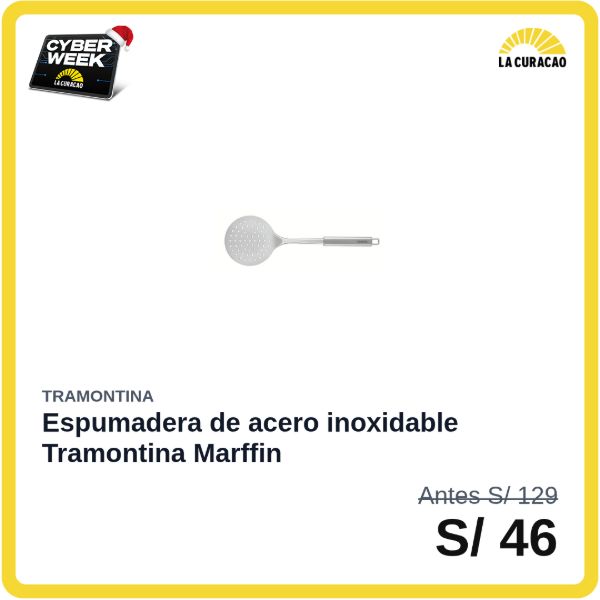 CYBER
WEEK
LA CURACAO
LA CURACAO
TRAMONTINA
Espumadera de acero inoxidable
Tramontina Marffin
Antes S/ 129
S/ 46